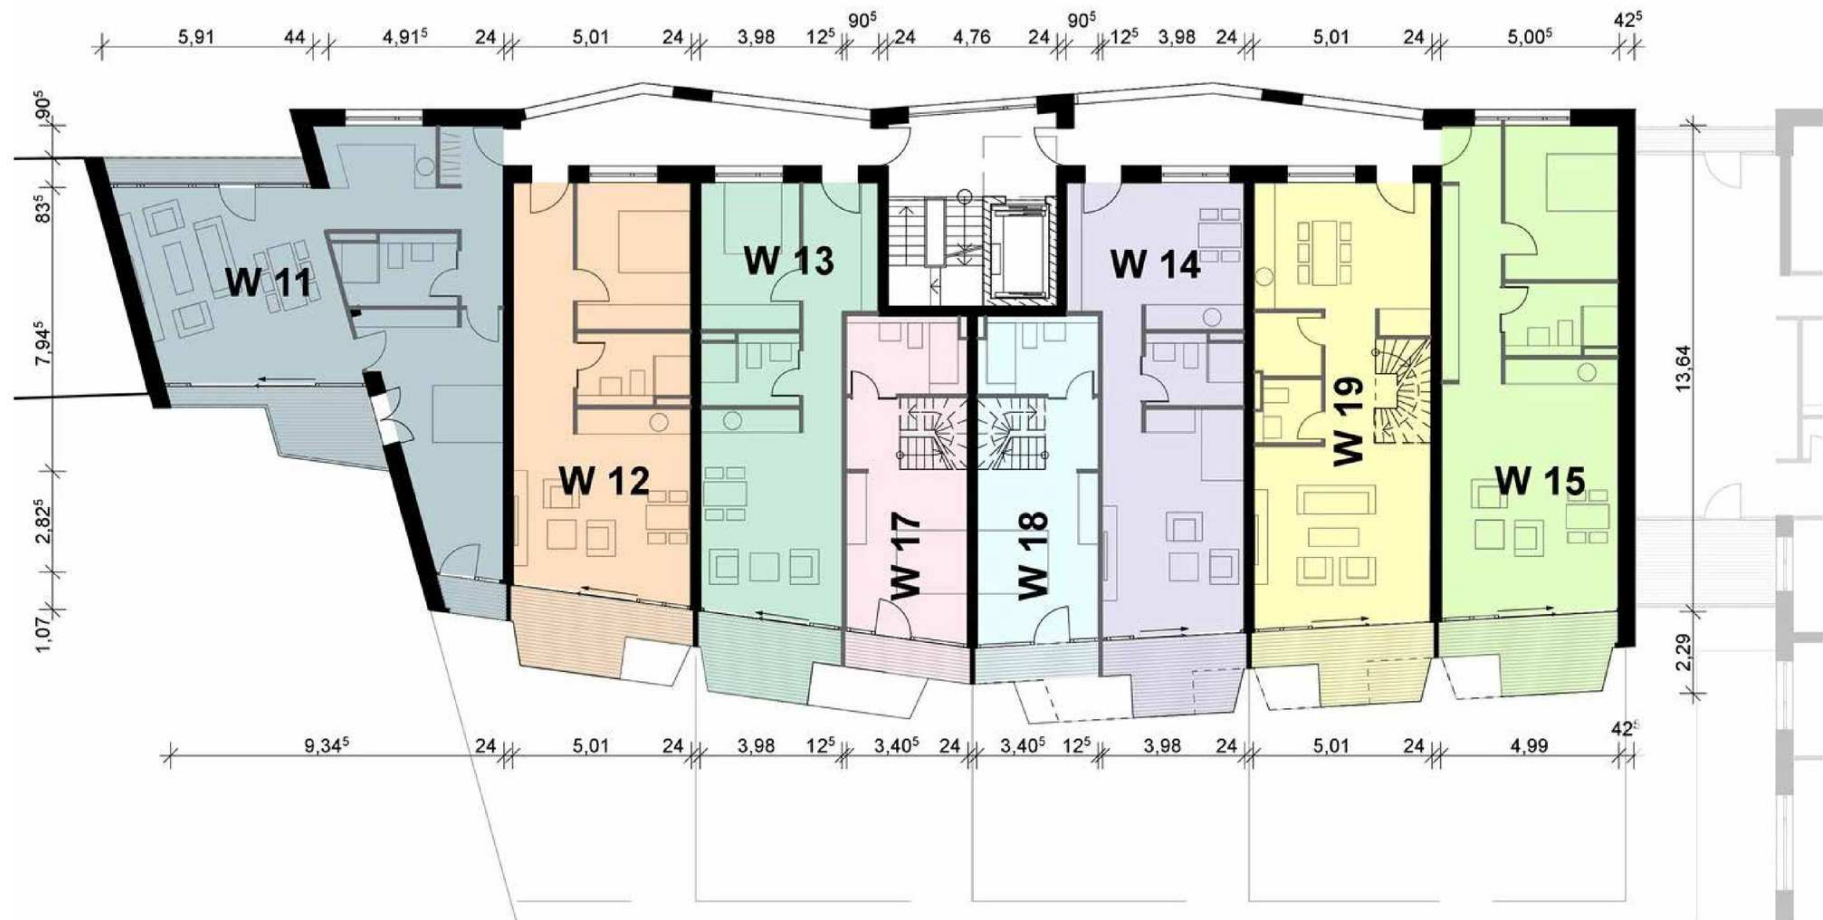 90⁵ 90⁵ 42⁵
5,91 44 4,91⁵ 24 5,01 24 3,98 12⁵ 24 4,76 24 12⁵ 3,98 24 5,01 24 5,00⁵
,90⁵
83⁵
7,94⁵
2,82⁵
1,07
W 11
W 12
W 13
W 17
W 18
W 14
W 19
W 15
13,64
2,29
42⁵
9,34⁵ 24 5,01 24 3,98 12⁵ 3,40⁵ 24 3,40⁵ 12⁵ 3,98 24 5,01 24 4,99